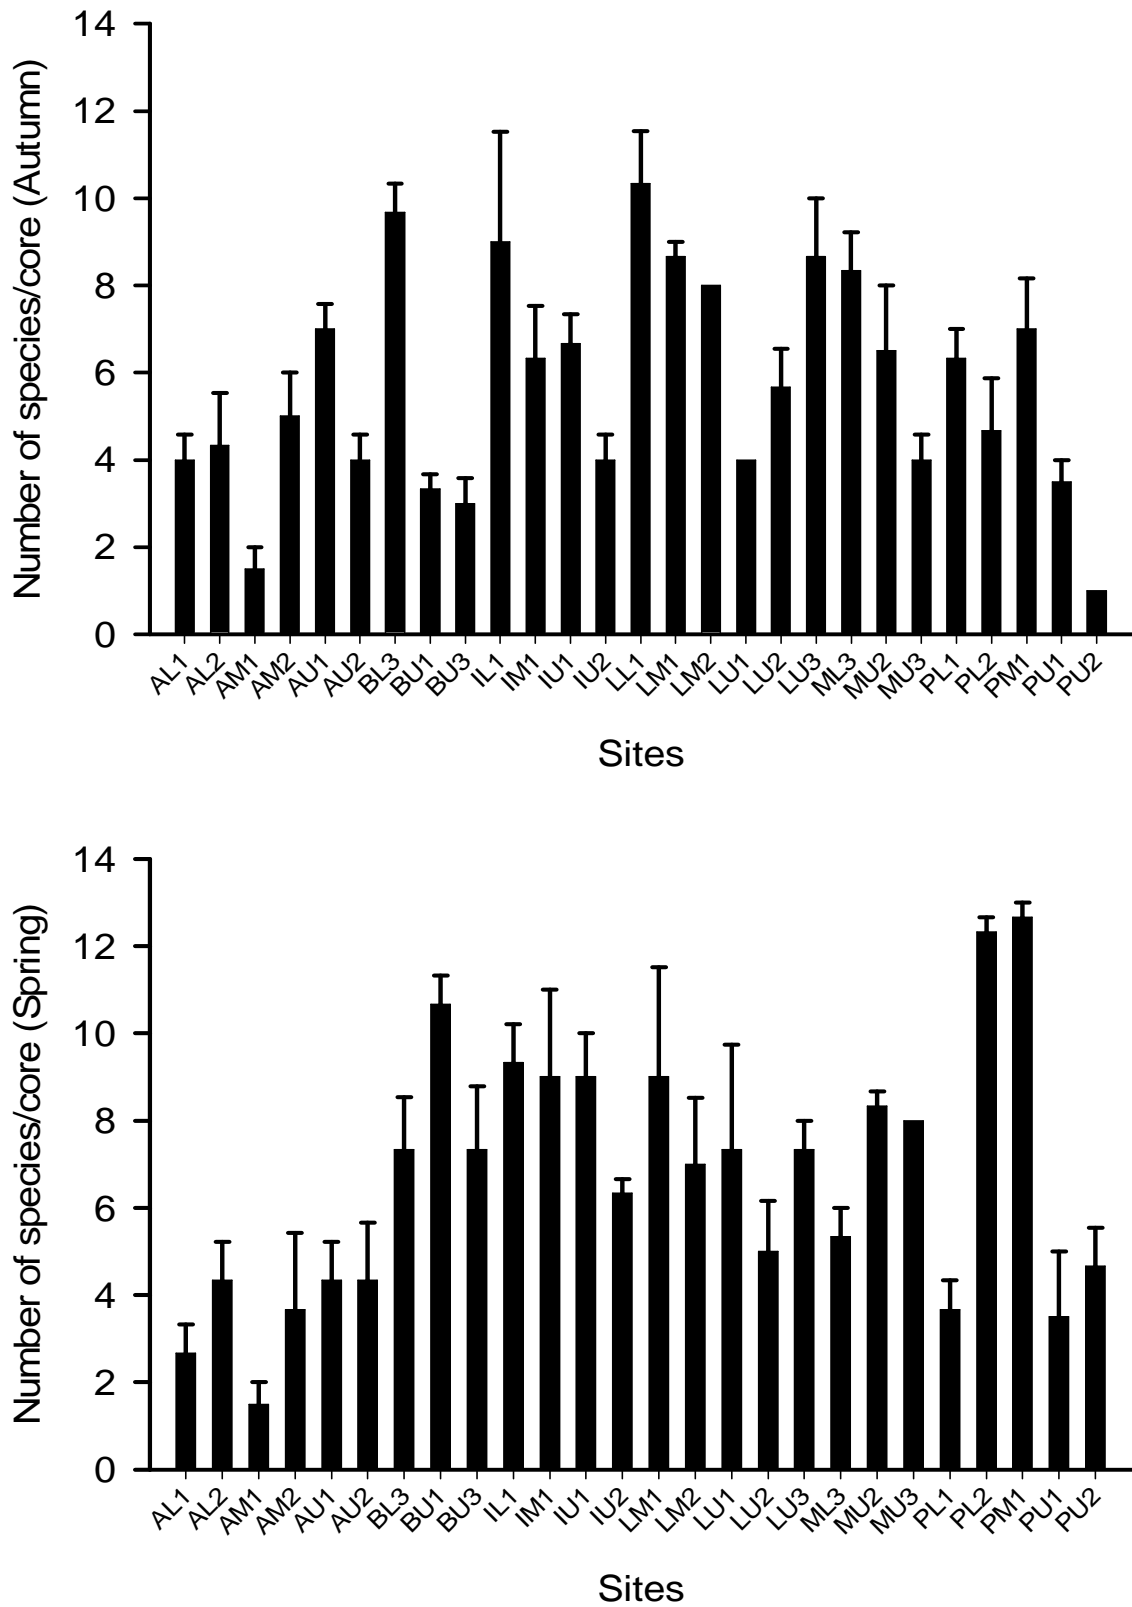 Number of species/core (Autumn)
14
12
10
8
6
4
2
0
AL1 AL2 AM1 AM2 AU1 AU2 BL3 BU1 BU3 IL1 IM1 IU1 IU2 LL1 LM1 LM2 LU1 LU2 LU3 ML3 MU2 MU3 PL1 PL2 PM1 PU1 PU2
Sites
Number of species/core (Spring)
14
12
10
8
6
4
2
0
AL1 AL2 AM1 AM2 AU1 AU2 BL3 BU1 BU3 IL1 IM1 IU1 IU2 LM1 LM2 LU1 LU2 LU3 ML3 MU2 MU3 PL1 PL2 PM1 PU1 PU2
Sites